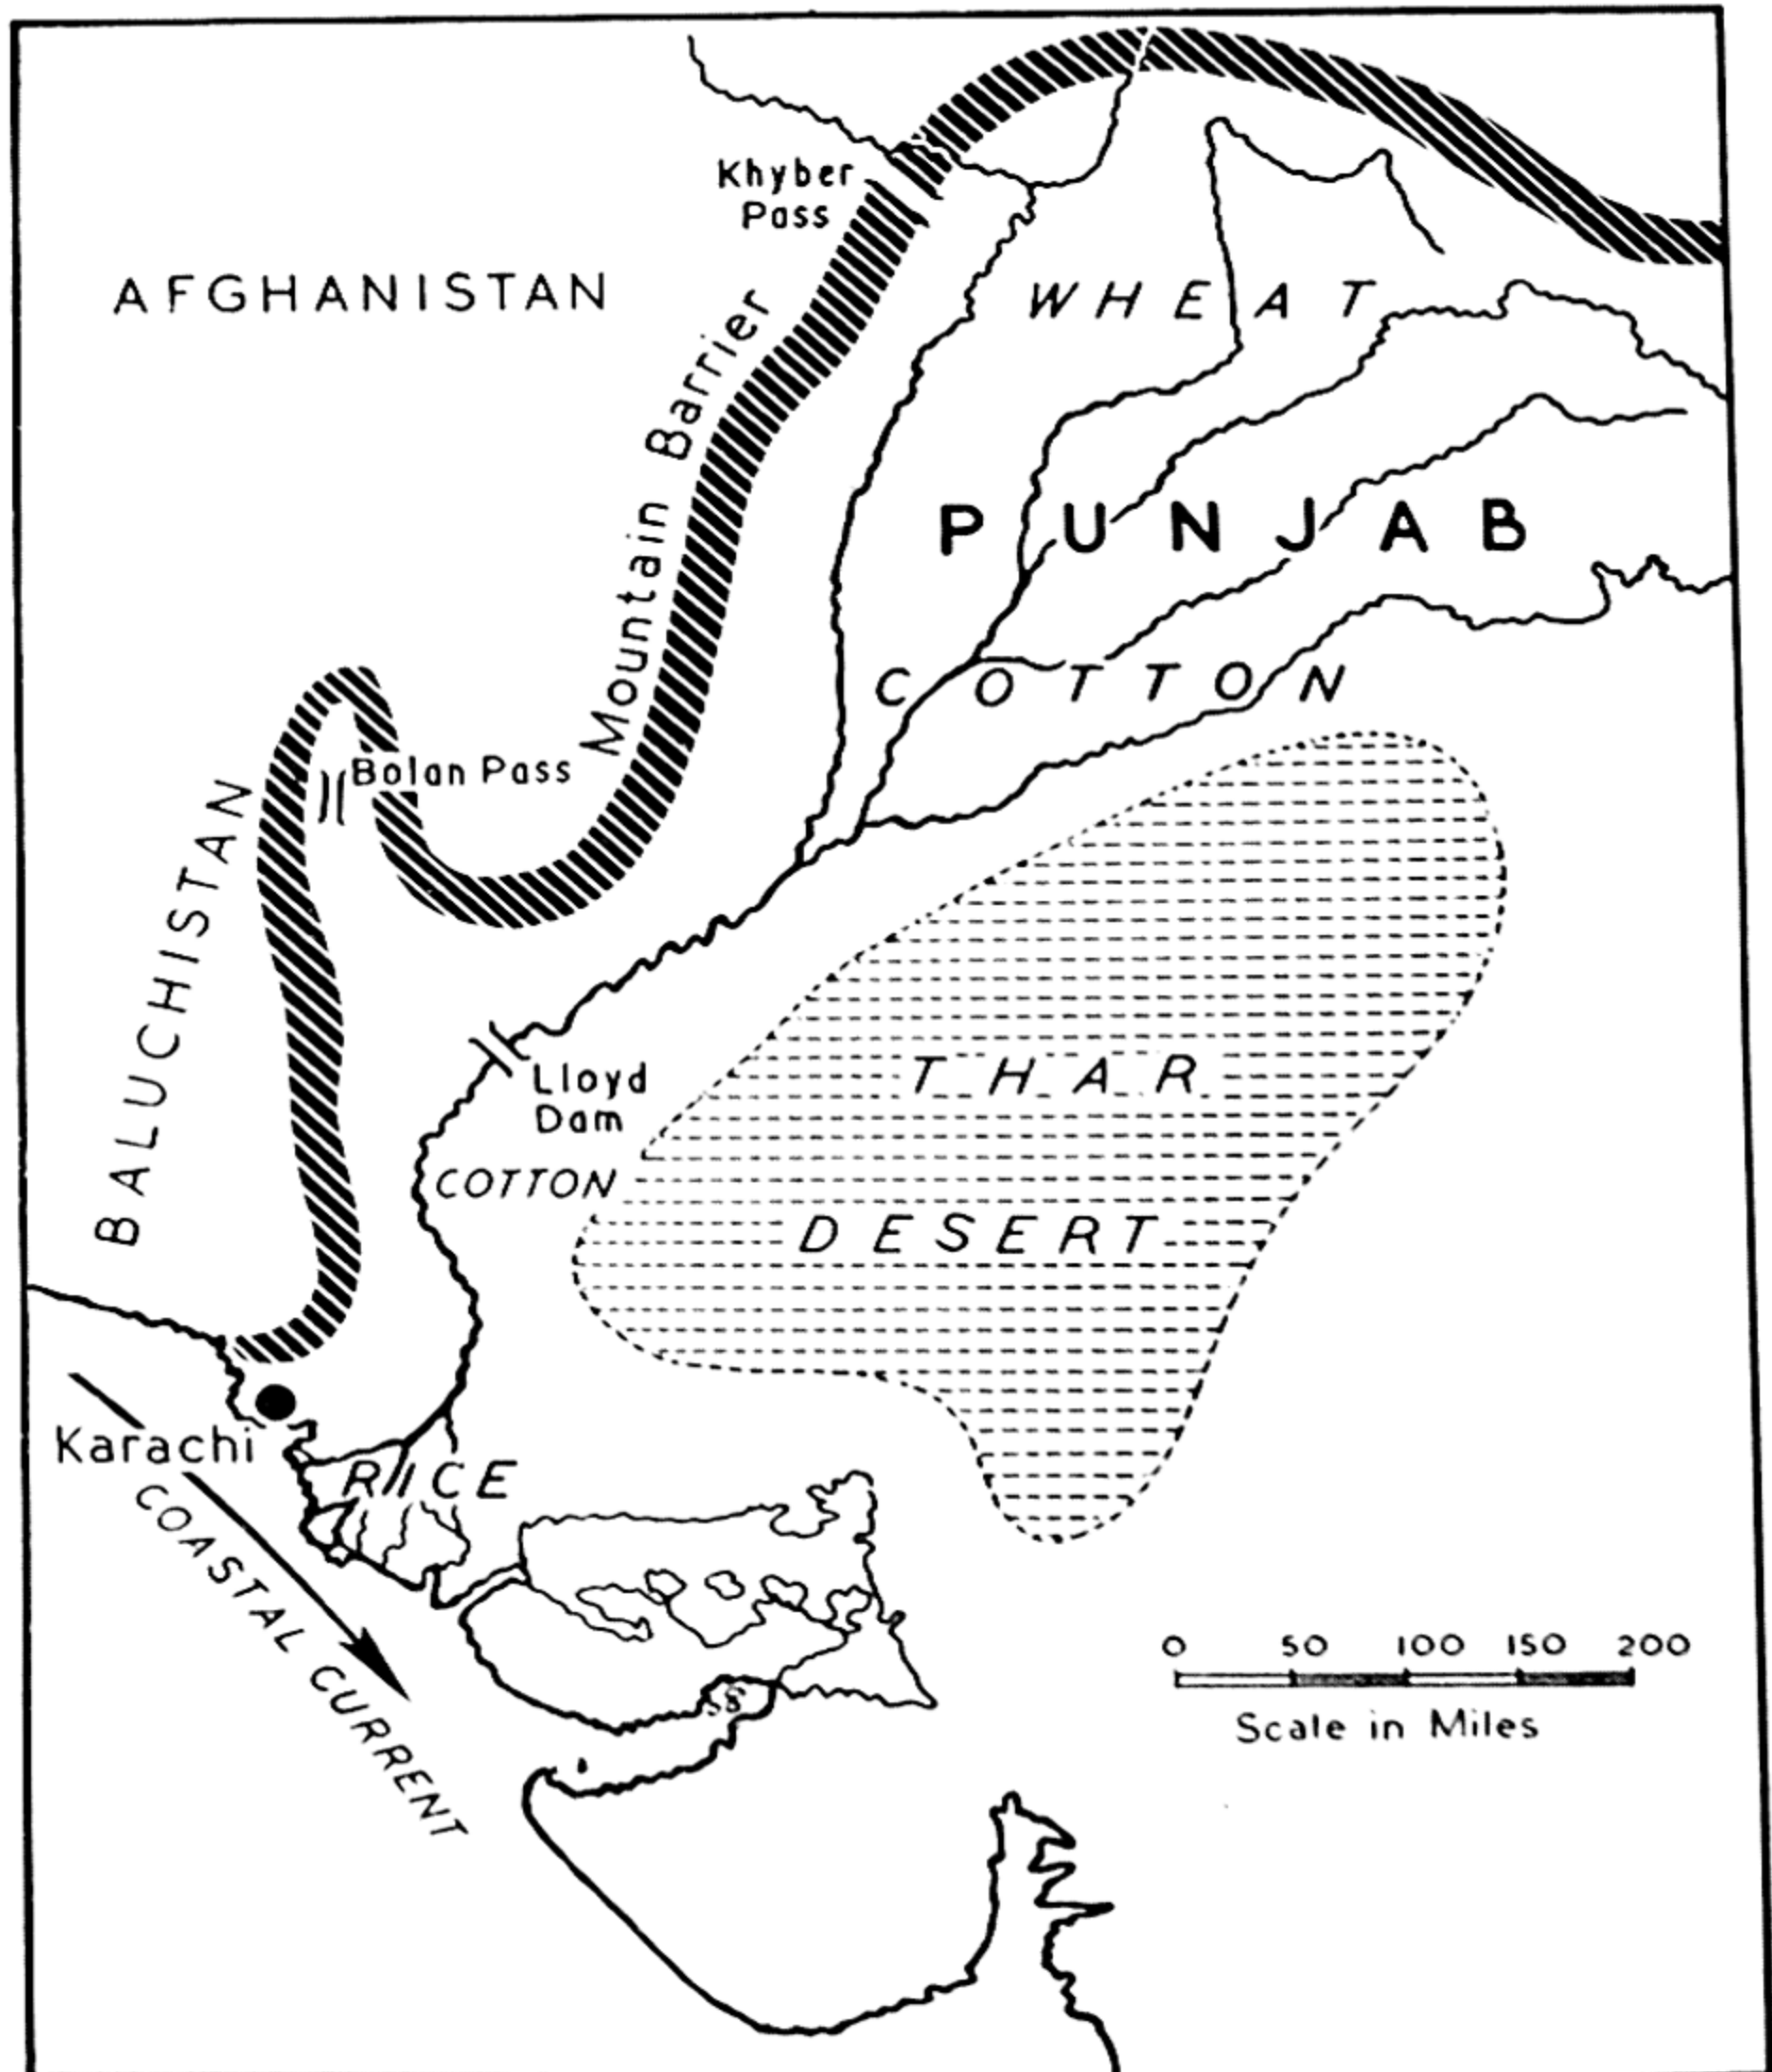 Khyber
Pass
AFGHANISTAN
WHEAT
Mountain Barrier
PUNJAB
COTTON
Bolan Pass
BALUCHISTAN
Lloyd
Dam
THAR
COTTON
DESERT
Karachi
RICE
COASTAL CURRENT
0 50 100 150 200
Scale in Miles